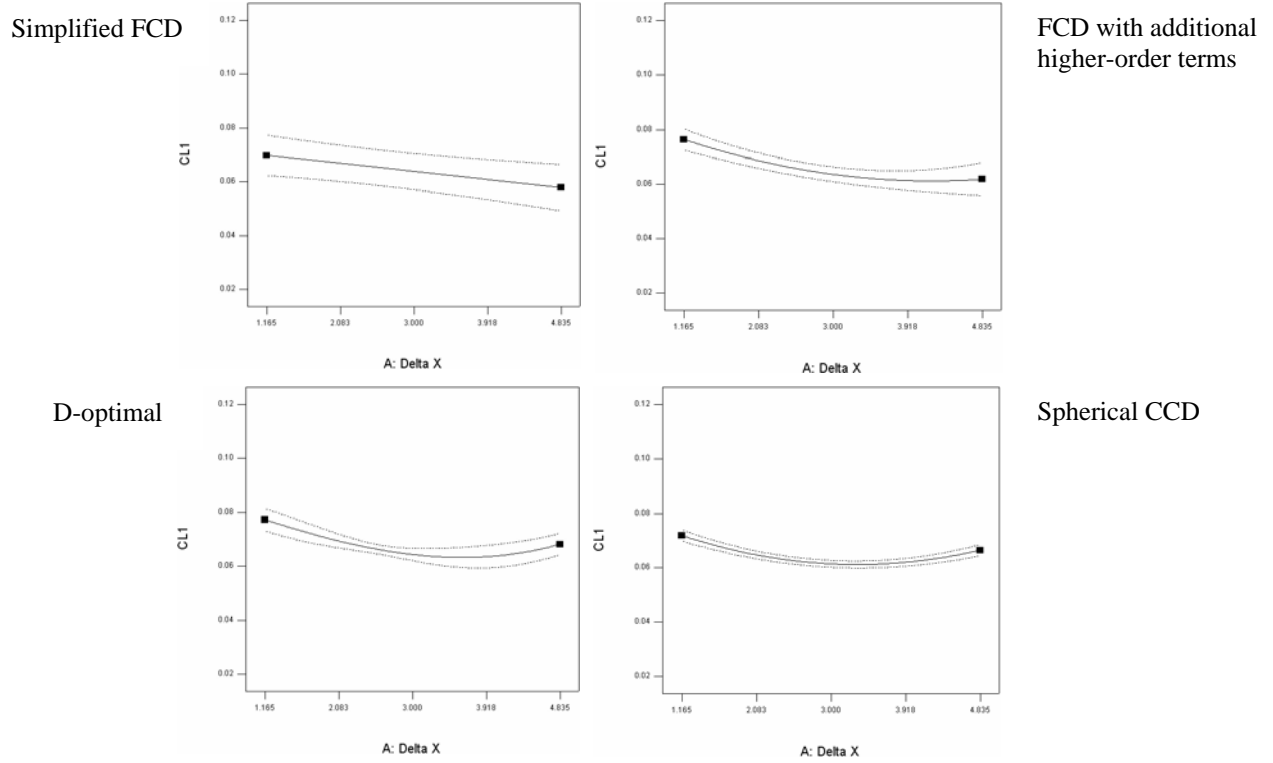 Simplified FCD
0.12
0.10
0.08
0.06
0.04
0.02
CL1
1.165 2.083 3.000 3.918 4.835
A: Delta X
FCD with additional
higher-order terms
0.12
0.10
0.08
0.06
0.04
0.02
CL1
1.165 2.083 3.000 3.918 4.835
A: Delta X
D-optimal
0.12
0.10
0.08
0.06
0.04
0.02
CL1
1.165 2.083 3.000 3.918 4.835
A: Delta X
Spherical CCD
0.12
0.10
0.08
0.06
0.04
0.02
CL1
1.165 2.083 3.000 3.918 4.835
A: Delta X